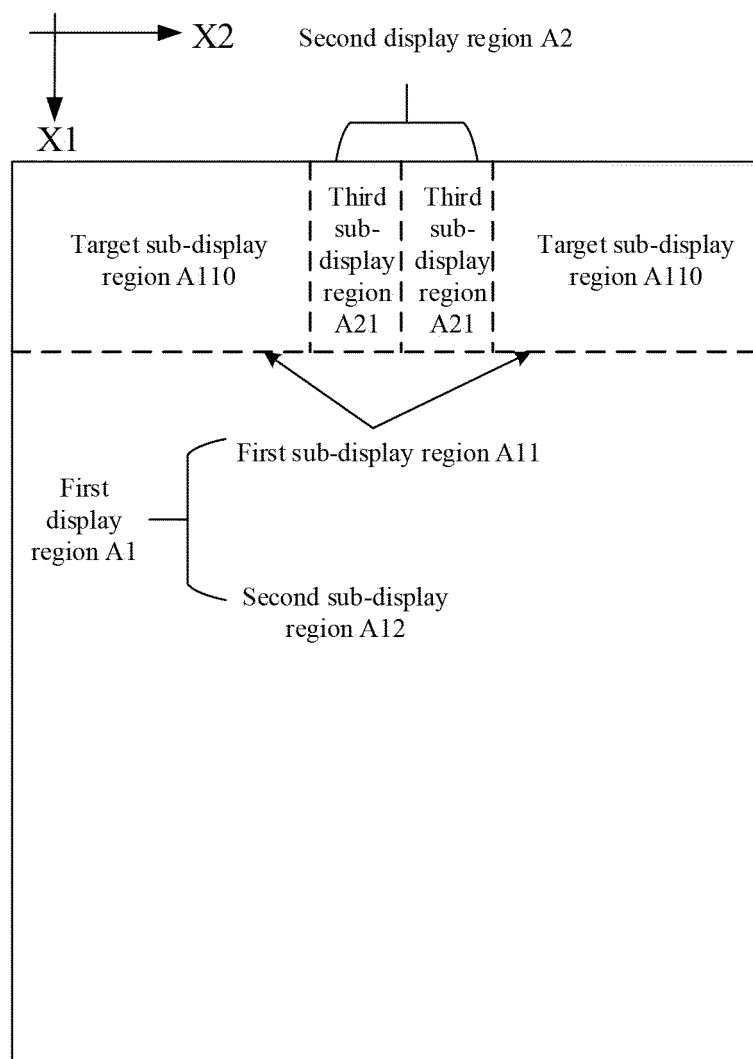 X2
Second display region A2
X1
Target sub-display
region A110
Third
sub-
display
region
A21
Third
sub-
display
region
A21
Target sub-display
region A110
First sub-display region A11
First
display
region A1
Second sub-display
region A12